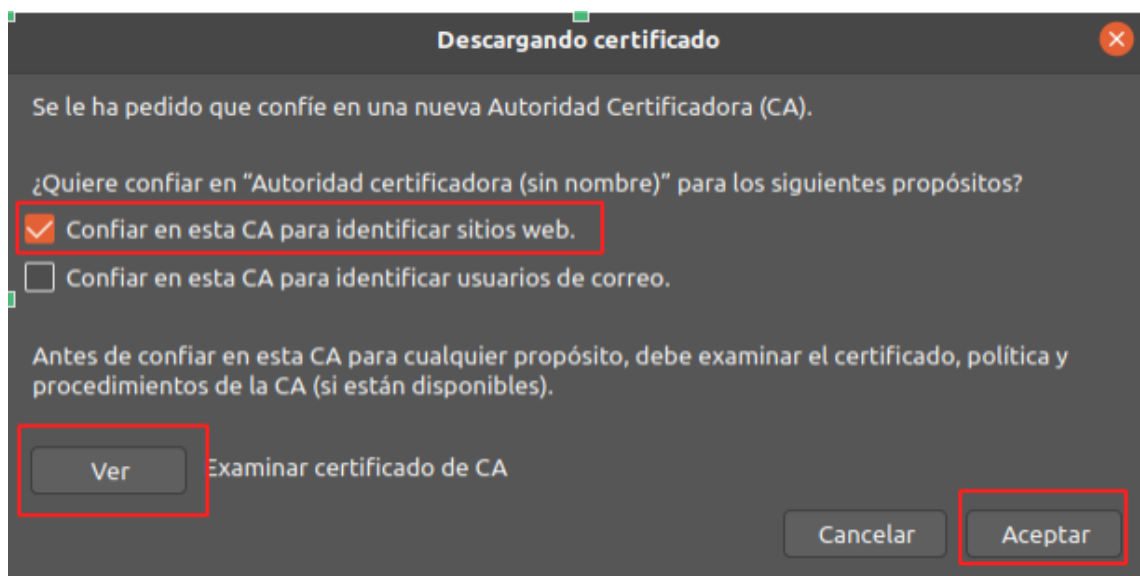 Descargando certificado
Se le ha pedido que confíe en una nueva Autoridad Certificadora (CA).
¿Quiere confiar en “Autoridad certificadora (sin nombre)” para los siguientes propósitos?
Confiar en esta CA para identificar sitios web.
Confiar en esta CA para identificar usuarios de correo.
Antes de confiar en esta CA para cualquier propósito, debe examinar el certificado, política y
procedimientos de la CA (si están disponibles).
Ver Examinar certificado de CA
Cancelar Aceptar